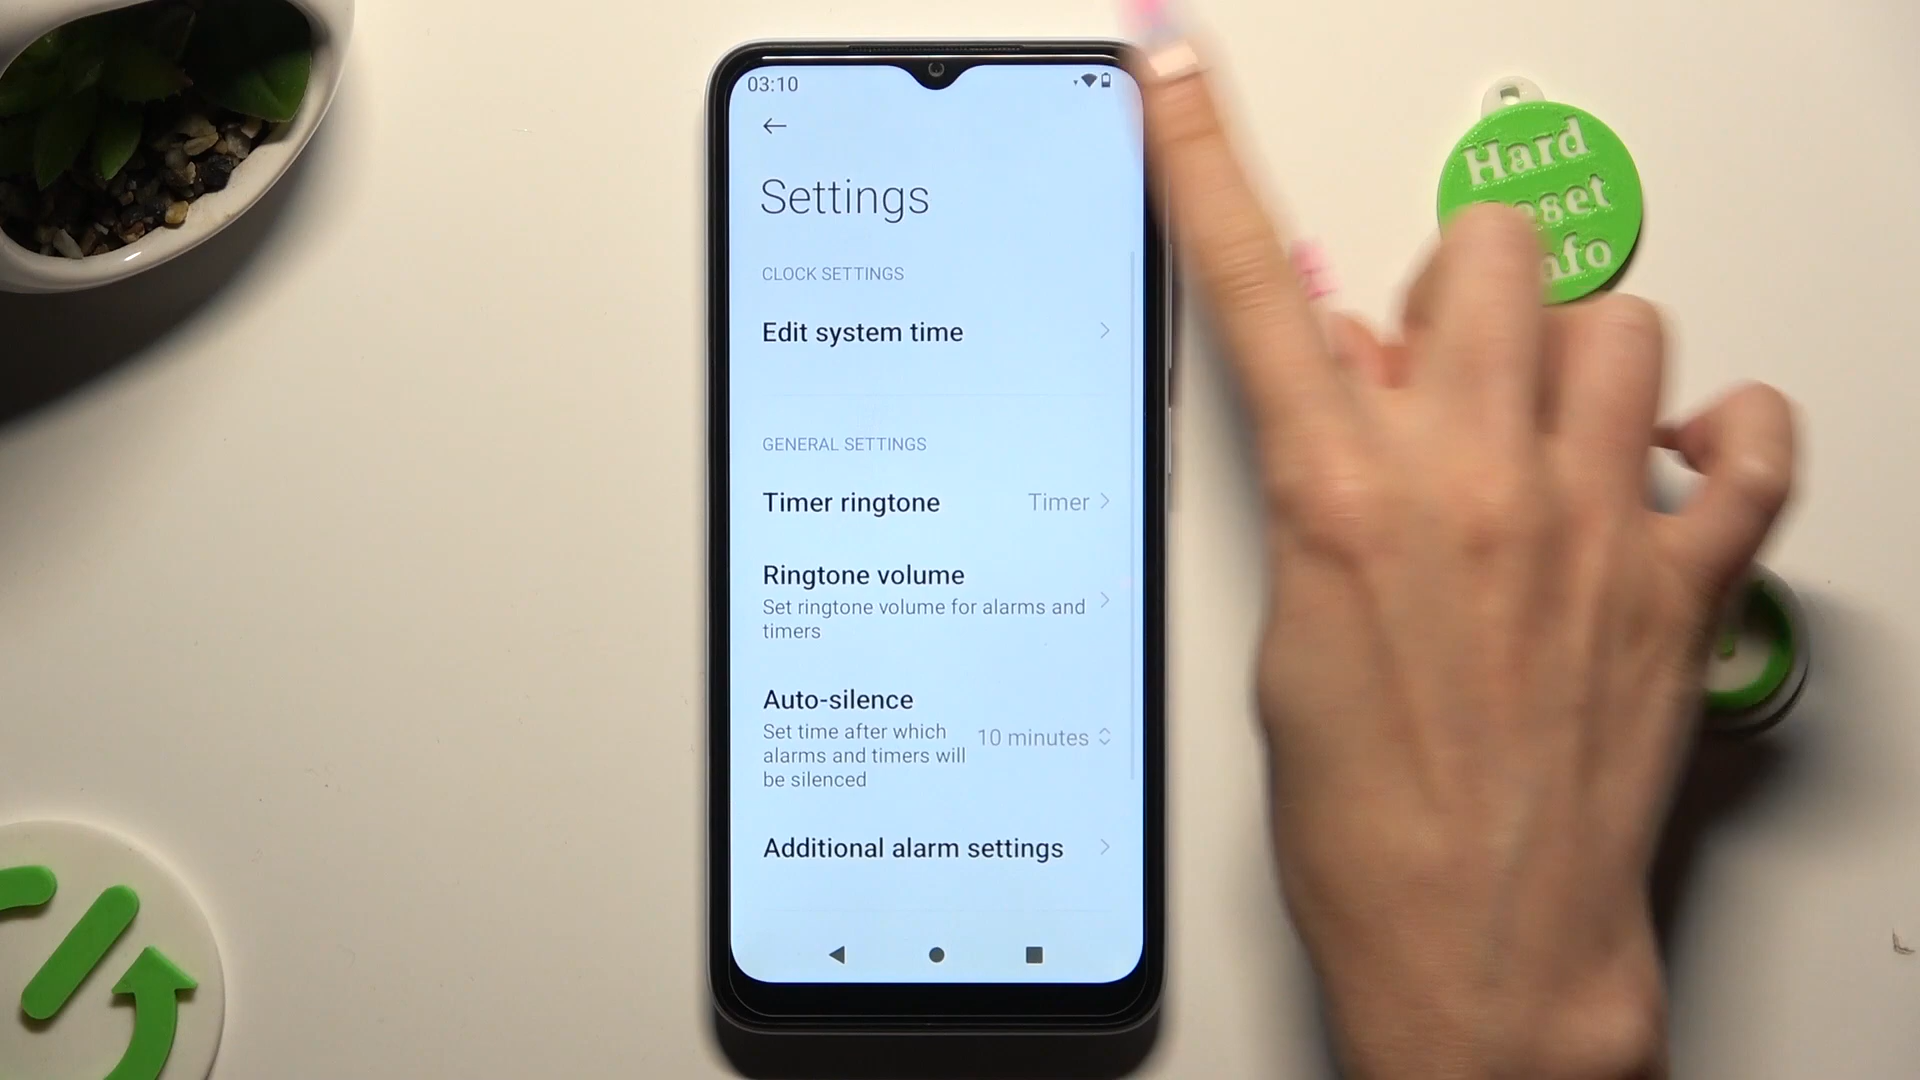 03:10
Settings
CLOCK SETTINGS
Edit system time
GENERAL SETTINGS
Timer ringtone Timer
Ringtone volume
Set ringtone volume for alarms and
timers
Auto-silence
Set time after which
alarms and timers will
be silenced
10 minutes
Additional alarm settings
Hard